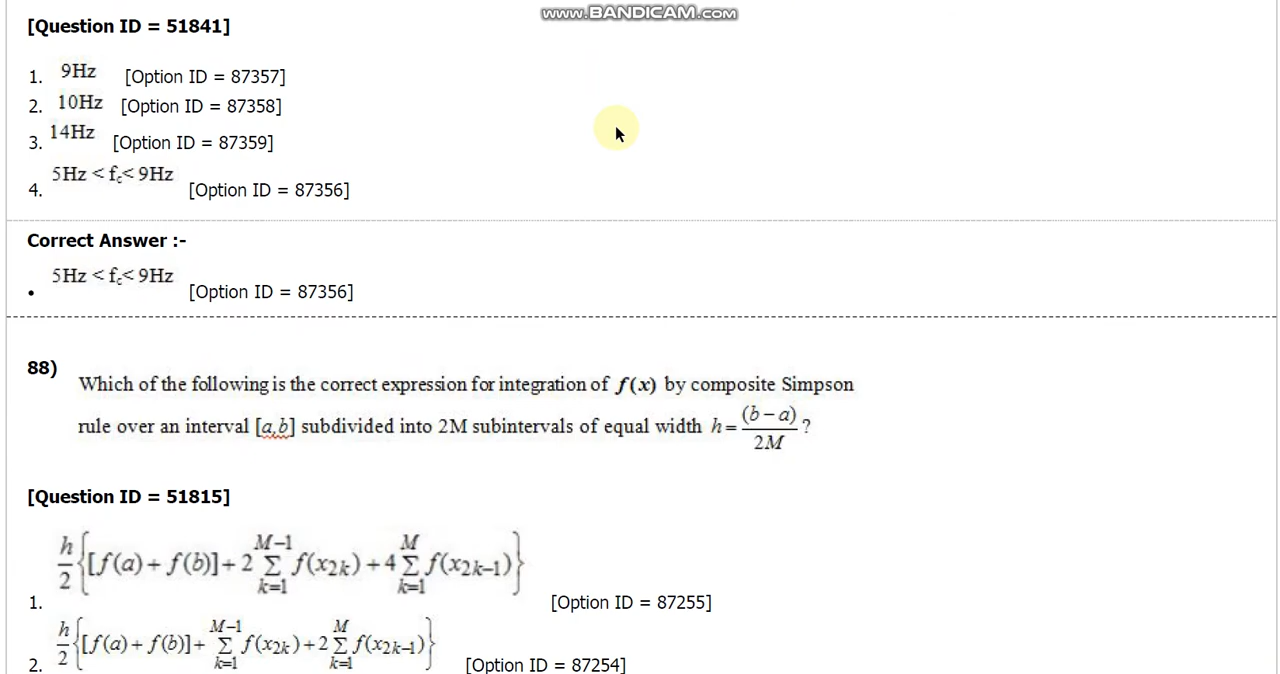 www.BANDICAM.com
[Question ID = 51841]
1. 9Hz [Option ID = 87357]
2. 10Hz [Option ID = 87358]
3. 14Hz [Option ID = 87359]
4. 5Hz < fc< 9Hz [Option ID = 87356]
Correct Answer :-
• 5Hz < fc< 9Hz [Option ID = 87356]
88) Which of the following is the correct expression for integration of f(x) by composite Simpson
rule over an interval [a,b] subdivided into 2M subintervals of equal width h = (b − a)/2M ?
[Question ID = 51815]
1. h/2 {[f(a) + f(b)] + 2 ∑_{k=1}^{M−1} f(x_{2k}) + 4 ∑_{k=1}^{M} f(x_{2k−1})} [Option ID = 87255]
2. h/2 {[f(a) + f(b)] + ∑_{k=1}^{M−1} f(x_{2k}) + 2 ∑_{k=1}^{M} f(x_{2k−1})} [Option ID = 87254]